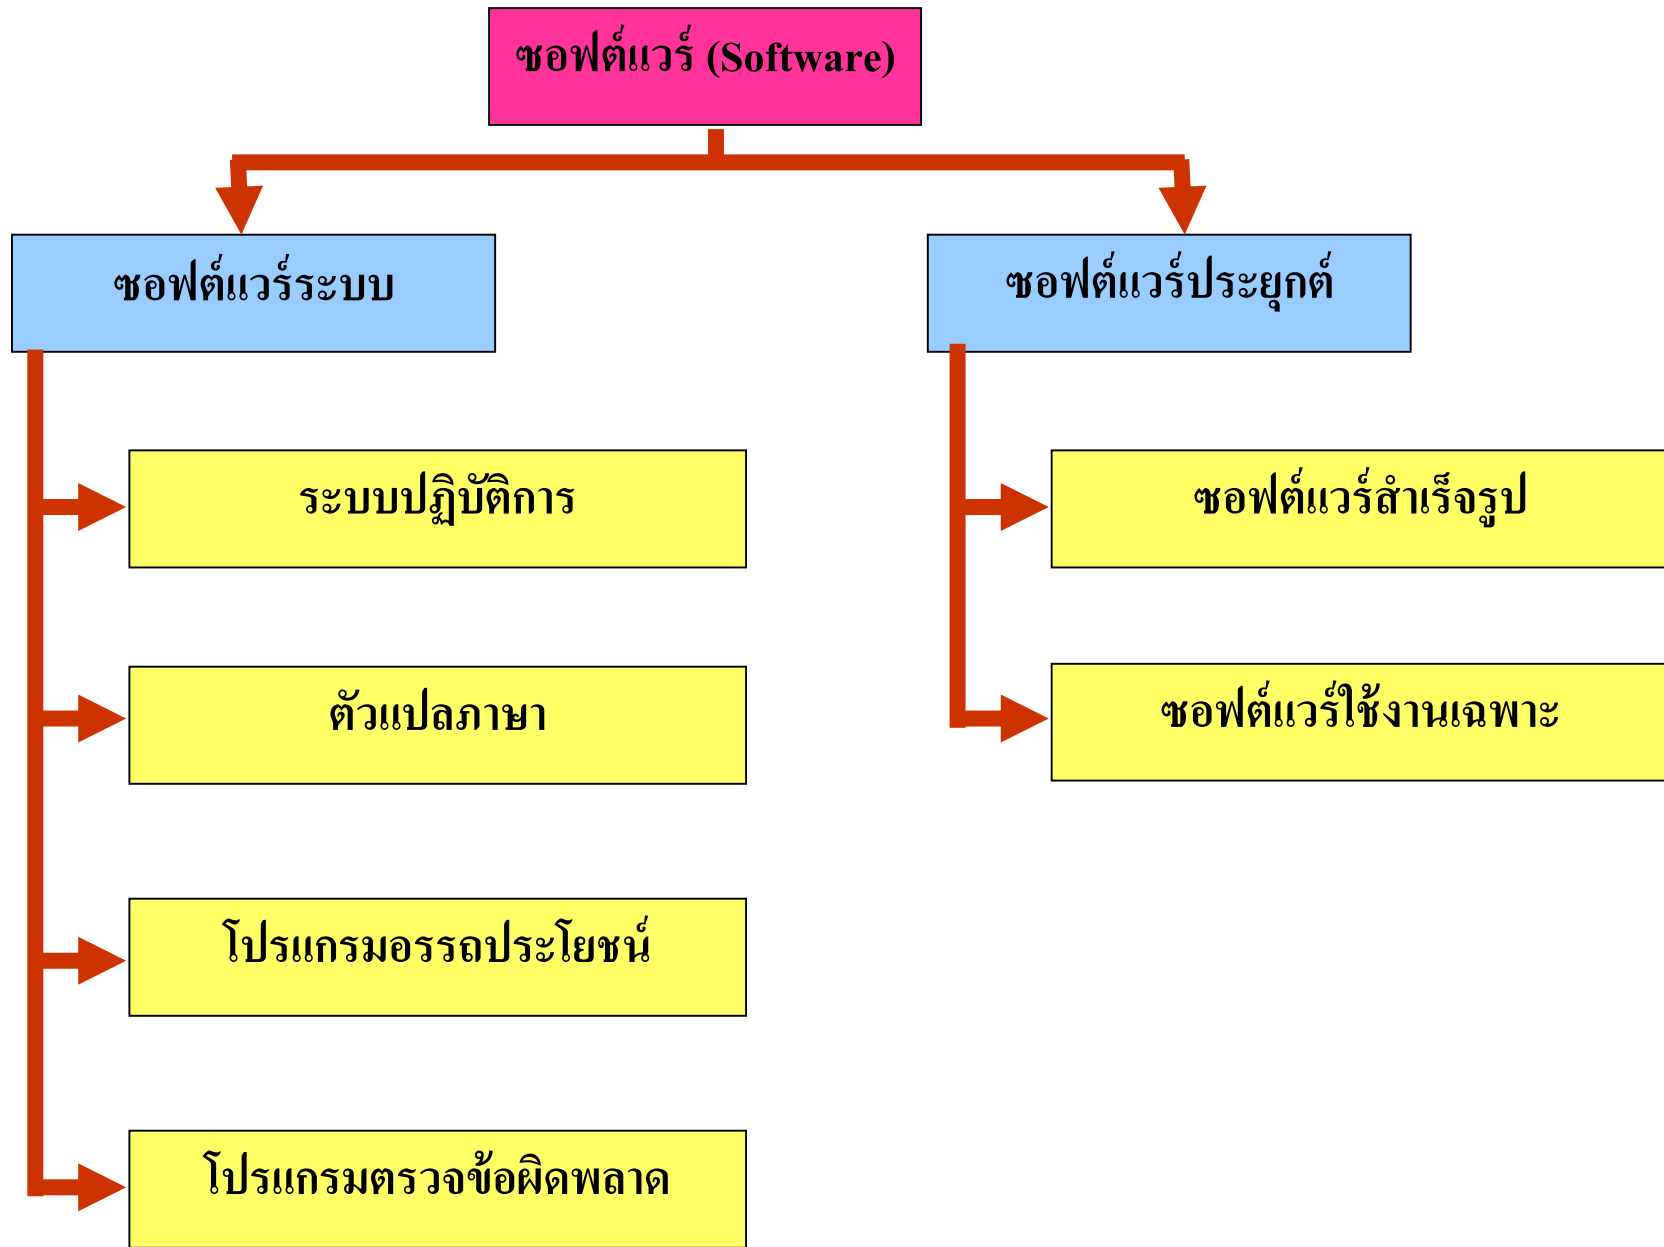 ซอฟต์แวร์ (Software)
ซอฟต์แวร์ระบบ
ซอฟต์แวร์ประยุกต์
ระบบปฏิบัติการ
ซอฟต์แวร์สำเร็จรูป
ตัวแปลภาษา
ซอฟต์แวร์ใช้งานเฉพาะ
โปรแกรมอรรถประโยชน์
โปรแกรมตรวจข้อผิดพลาด